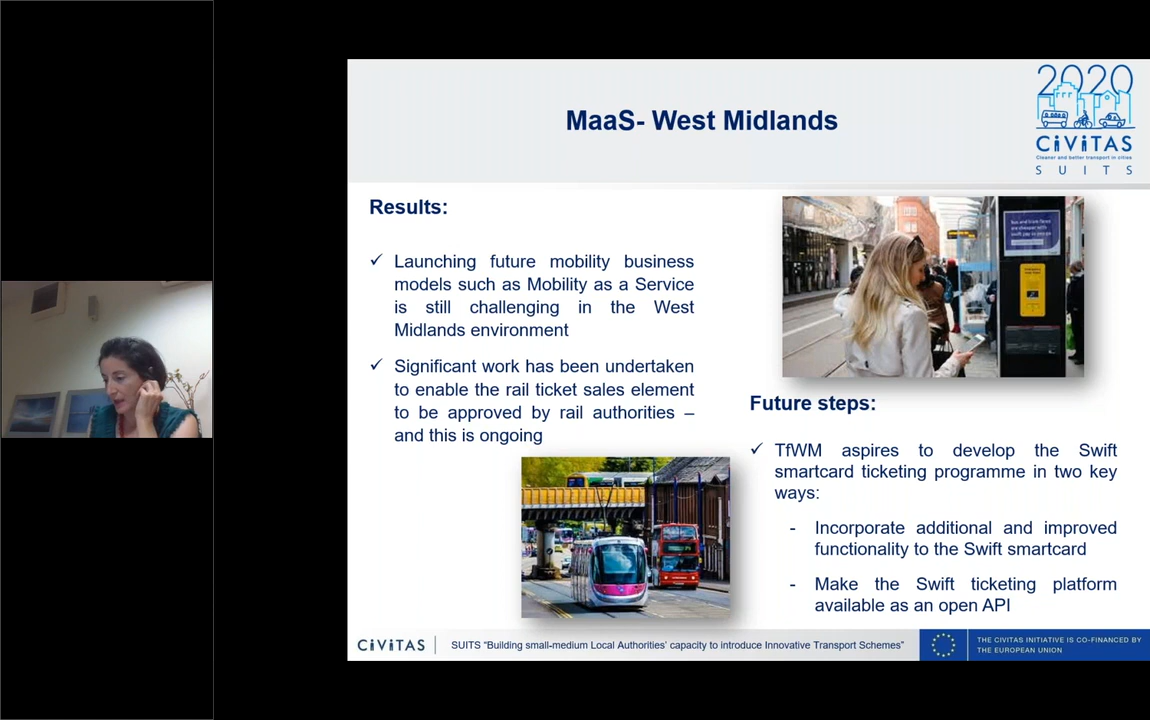 MaaS- West Midlands
2020
CiViTAS
Cleaner and better transport in cities
SUITS
Results:
✓ Launching future mobility business
models such as Mobility as a Service
is still challenging in the West
Midlands environment
✓ Significant work has been undertaken
to enable the rail ticket sales element
to be approved by rail authorities –
and this is ongoing
Future steps:
✓ TfWM aspires to develop the Swift
smartcard ticketing programme in two key
ways:
- Incorporate additional and improved
functionality to the Swift smartcard
- Make the Swift ticketing platform
available as an open API
CiViTAS
SUITS “Building small-medium Local Authorities’ capacity to introduce Innovative Transport Schemes”
THE CIVITAS INITIATIVE IS CO-FINANCED BY
THE EUROPEAN UNION